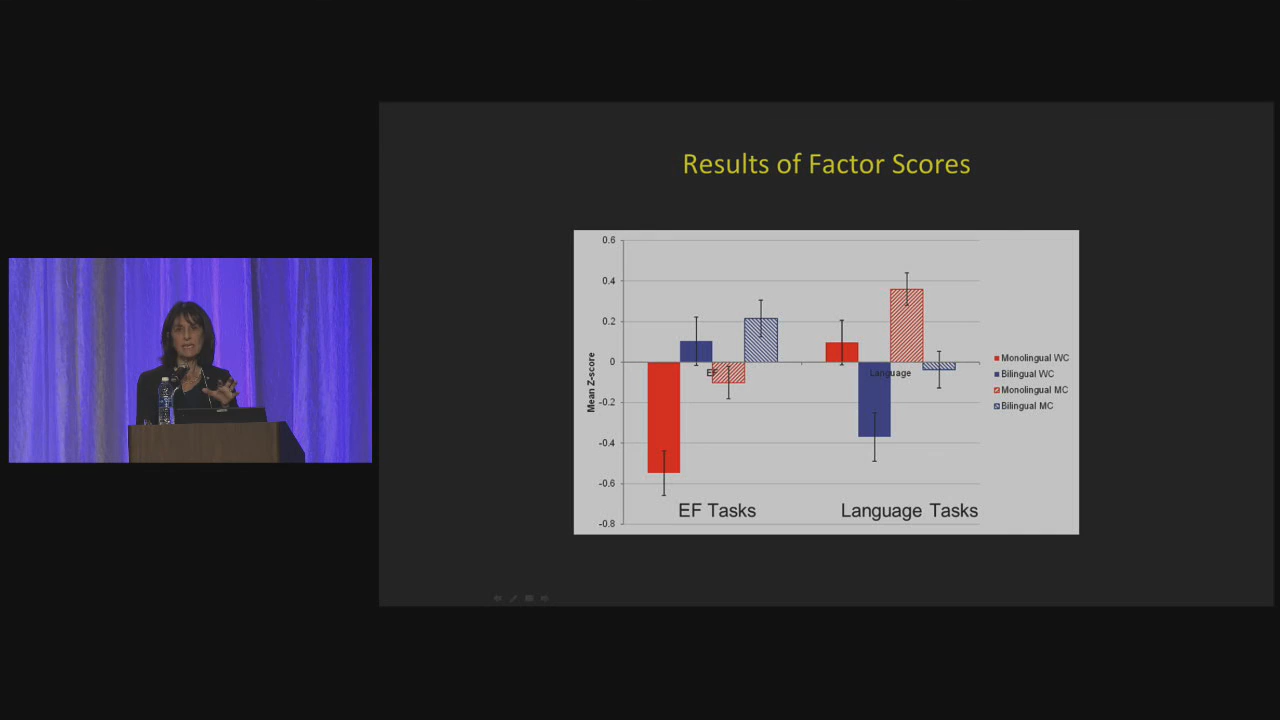 Results of Factor Scores
0.6
0.4
0.2
0
-0.2
-0.4
-0.6
-0.8
Mean Z-score
EF
Language
EF Tasks
Language Tasks
Monolingual WC
Bilingual WC
Monolingual MC
Bilingual MC